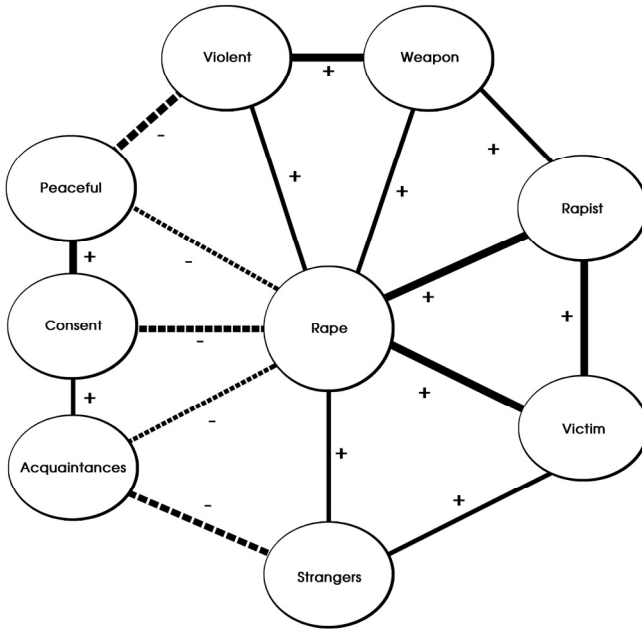 Violent
+
Weapon
-
+
+
+
Peaceful
Rapist
+
-
+
+
Consent
-
Rape
+
+
-
+
Victim
Acquaintances
+
-
+
Strangers